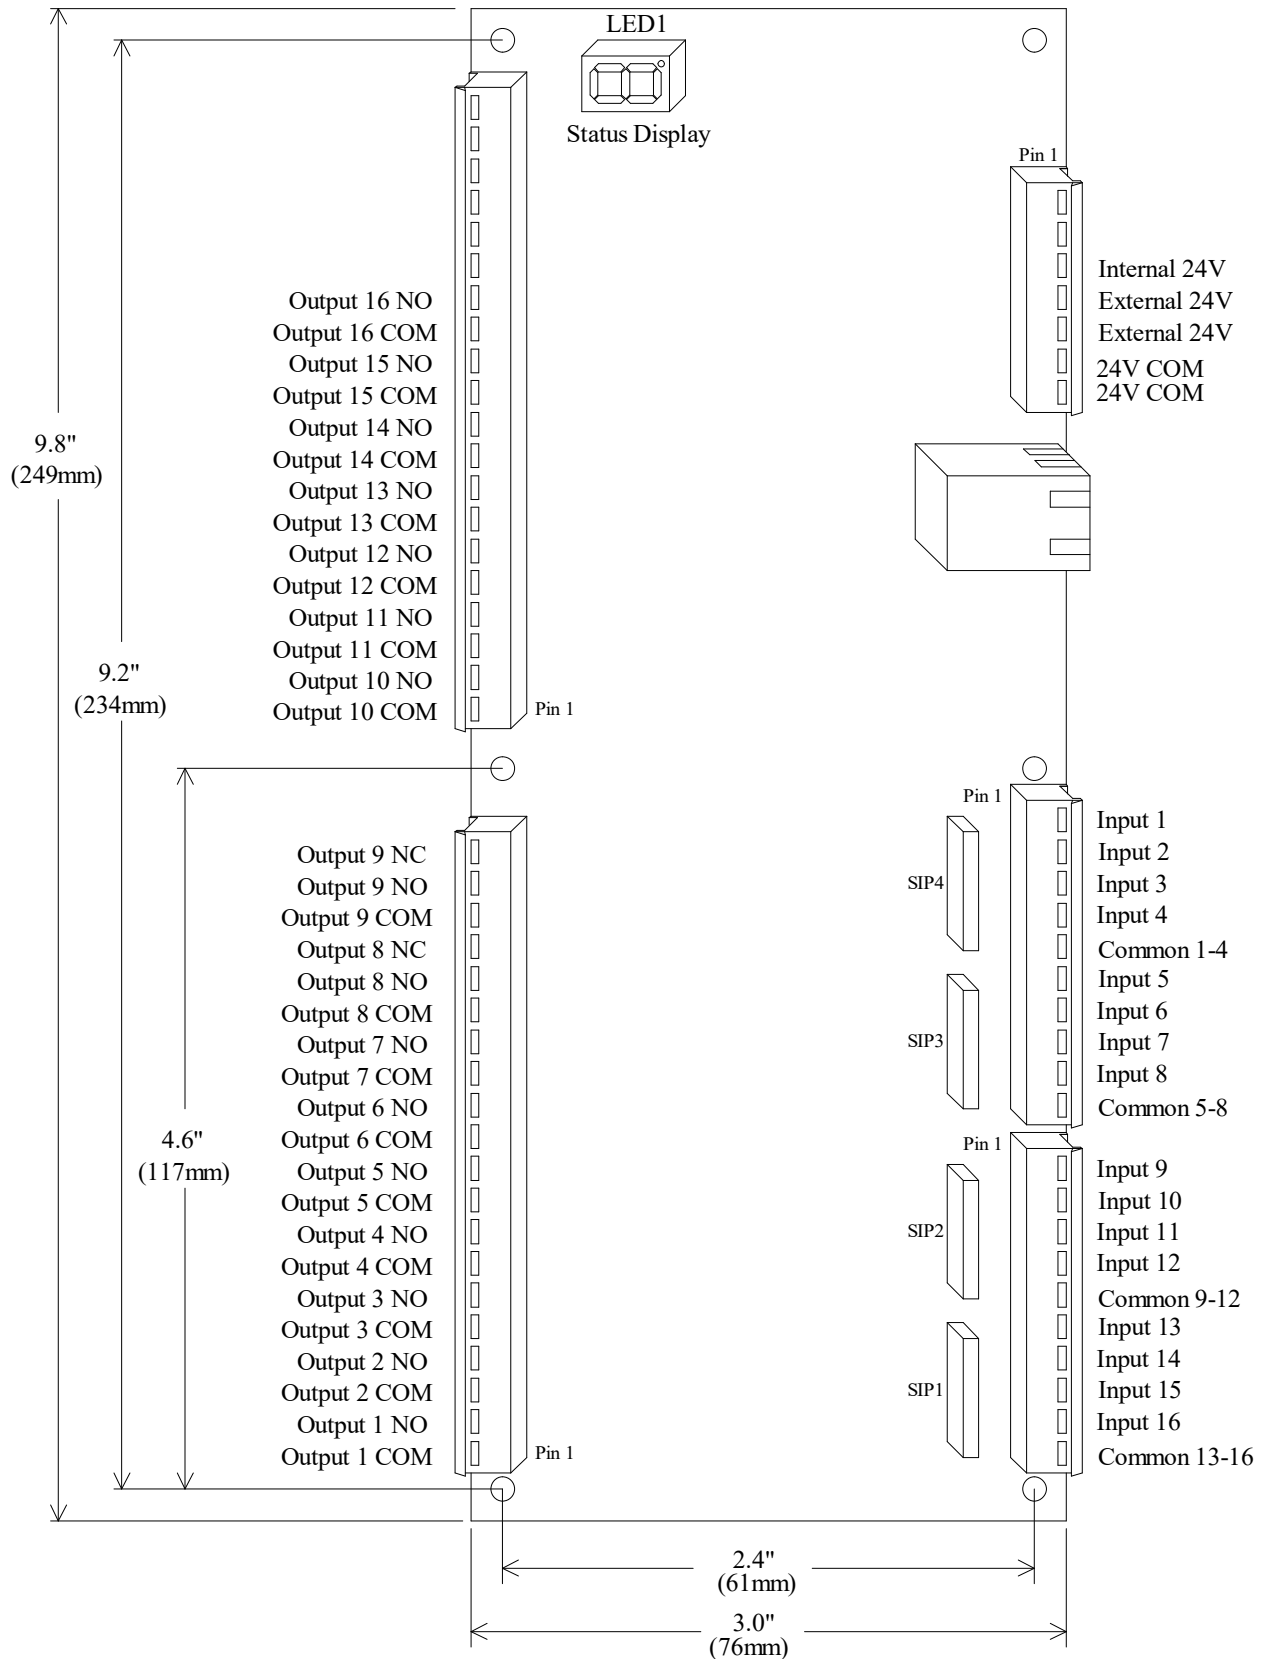 LED1
Status Display
Pin 1
Internal 24V
External 24V
External 24V
24V COM
24V COM
Output 16 NO
Output 16 COM
Output 15 NO
Output 15 COM
Output 14 NO
Output 14 COM
Output 13 NO
Output 13 COM
Output 12 NO
Output 12 COM
Output 11 NO
Output 11 COM
Output 10 NO
Output 10 COM
Pin 1
9.8"
(249mm)
9.2"
(234mm)
4.6"
(117mm)
Output 9 NC
Output 9 NO
Output 9 COM
Output 8 NC
Output 8 NO
Output 8 COM
Output 7 NO
Output 7 COM
Output 6 NO
Output 6 COM
Output 5 NO
Output 5 COM
Output 4 NO
Output 4 COM
Output 3 NO
Output 3 COM
Output 2 NO
Output 2 COM
Output 1 NO
Output 1 COM
Pin 1
Pin 1
SIP4
SIP3
Input 1
Input 2
Input 3
Input 4
Common 1-4
Input 5
Input 6
Input 7
Input 8
Common 5-8
Pin 1
SIP2
SIP1
Input 9
Input 10
Input 11
Input 12
Common 9-12
Input 13
Input 14
Input 15
Input 16
Common 13-16
2.4"
(61mm)
3.0"
(76mm)